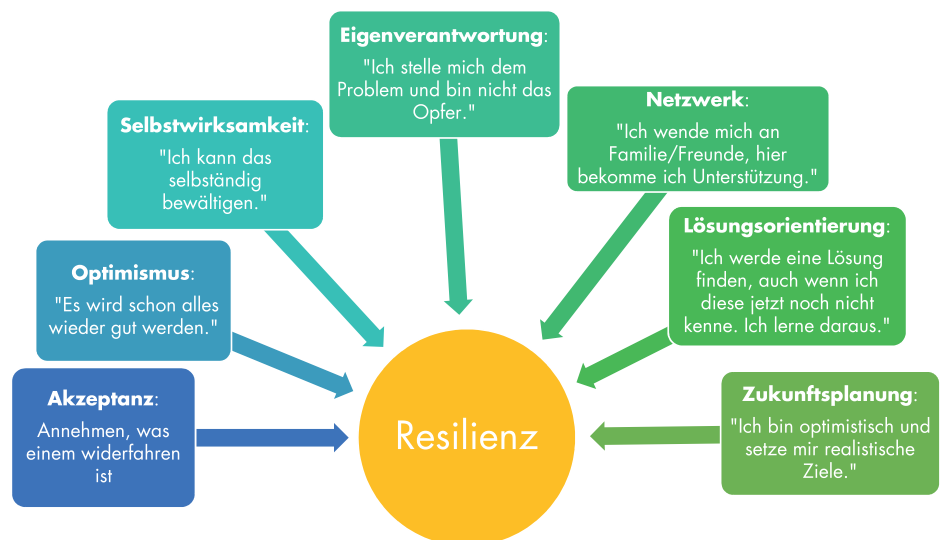 Eigenverantwortung:
"Ich stelle mich dem
Problem und bin nicht das
Opfer."
Netzwerk:
"Ich wende mich an
Familie/Freunde, hier
bekomme ich Unterstützung."
Selbstwirksamkeit:
"Ich kann das
selbständig
bewältigen."
Lösungsorientierung:
"Ich werde eine Lösung
finden, auch wenn ich
diese jetzt noch nicht
kenne. Ich lerne daraus."
Optimismus:
"Es wird schon alles
wieder gut werden."
Akzeptanz:
Annehmen, was
einem widerfahren
ist
Resilienz
Zukunftsplanung:
"Ich bin optimistisch und
setze mir realistische
Ziele."